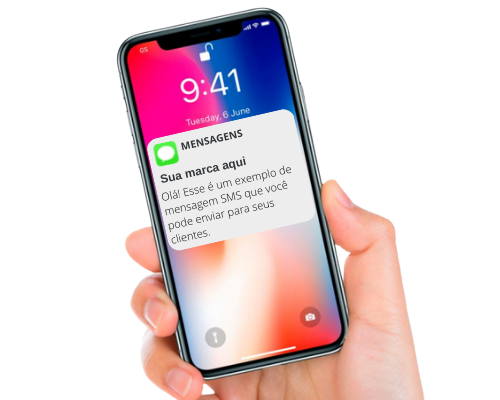 GS
9:41
Tuesday, 6 June
MENSAGENS
Sua marca aqui
Olá! Esse é um exemplo de
mensagem SMS que você
pode enviar para seus
clientes.